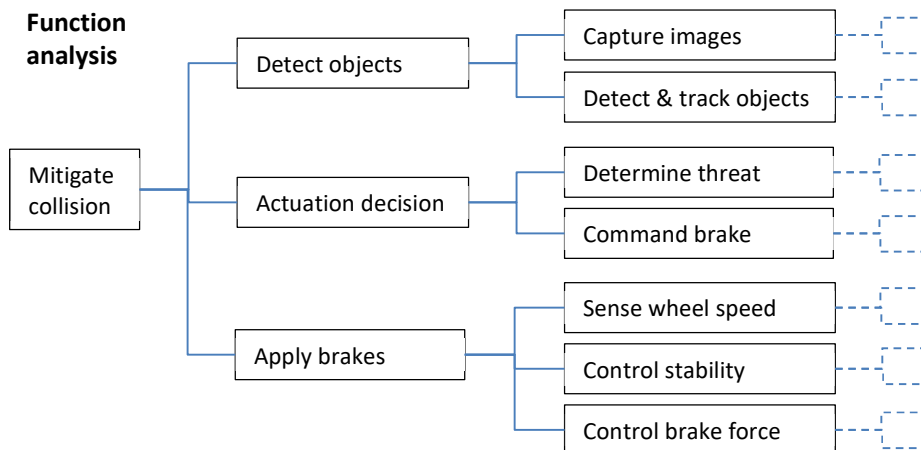 Function
analysis
Mitigate
collision
Detect objects
Capture images
Detect & track objects
Actuation decision
Determine threat
Command brake
Apply brakes
Sense wheel speed
Control stability
Control brake force